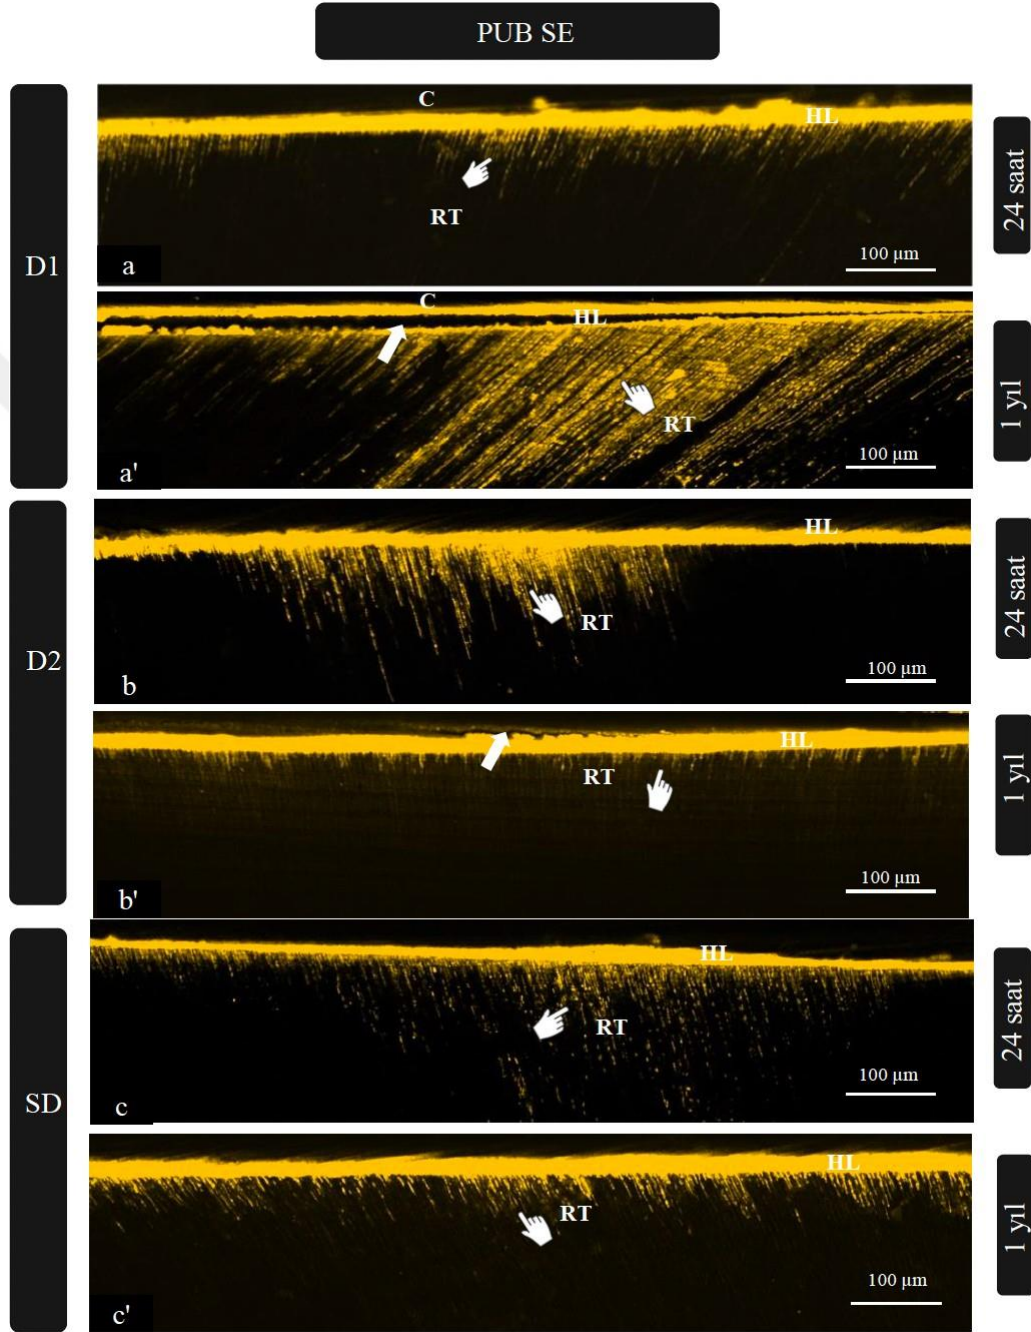 PUB SE
D1
C
HL
RT
100 µm
a
24 saat
C
HL
RT
100 µm
a'
1 yıl
D2
HL
RT
100 µm
b
24 saat
HL
RT
100 µm
b'
1 yıl
SD
HL
RT
100 µm
c
24 saat
HL
RT
100 µm
c'
1 yıl